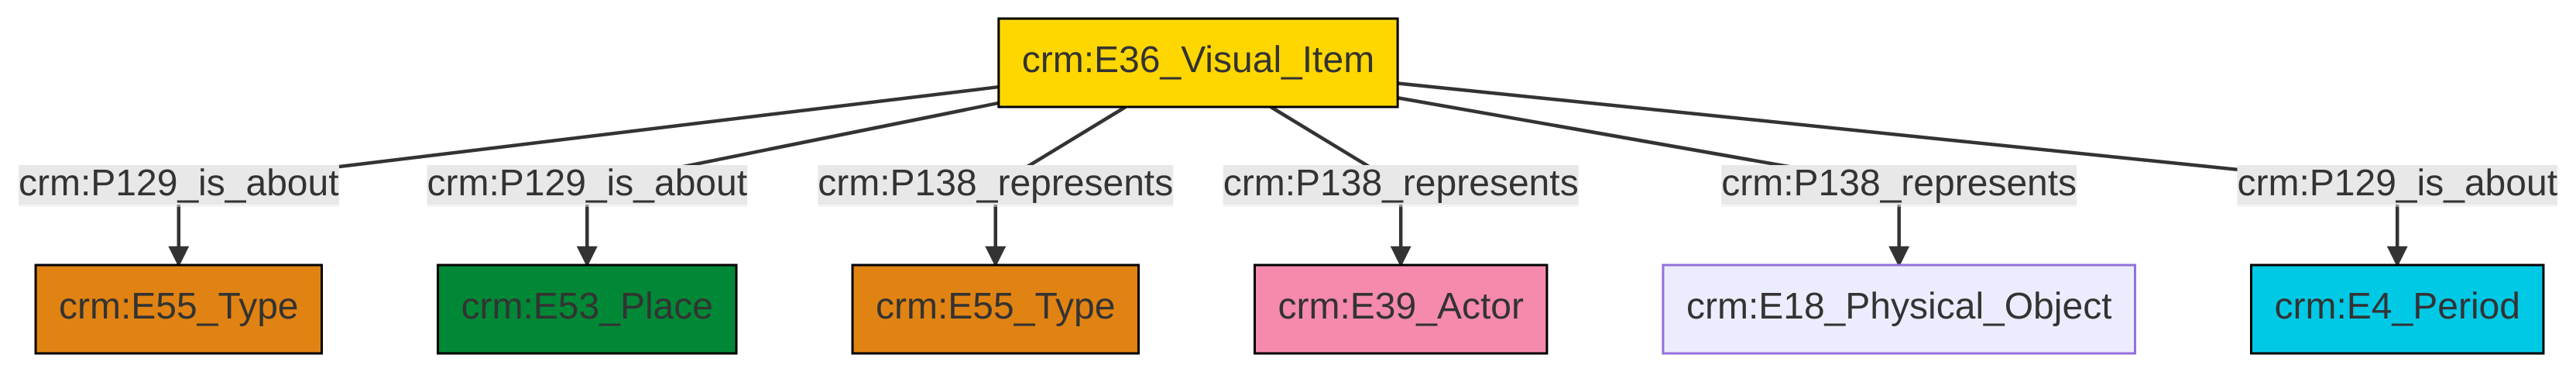 crm:E36_Visual_Item
crm:P129_is_about
crm:P129_is_about
crm:P138_represents
crm:P138_represents
crm:P138_represents
crm:P129_is_about
crm:E55_Type
crm:E53_Place
crm:E55_Type
crm:E39_Actor
crm:E18_Physical_Object
crm:E4_Period